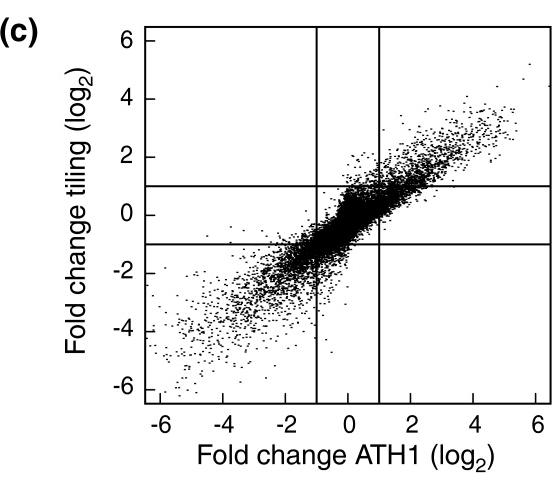 (c)
Fold change tiling (log₂)
6
4
2
0
-2
-4
-6
-6 -4 -2 0 2 4 6
Fold change ATH1 (log₂)